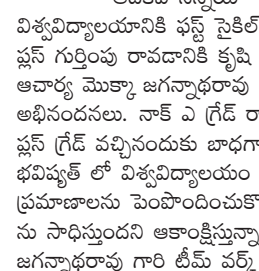 విశ్వవిద్యాలయానికి ఫస్ట్ సైకిల్
ప్లస్ గుర్తింపు రావడానికి కృషి
ఆచార్య మొక్కా జగన్నాథరావు
అభినందనలు. నాక్ ఎ గ్రేడ్ రా
ప్లస్ గ్రేడ్ వచ్చినందుకు బాధగా
భవిష్యత్ లో విశ్వవిద్యాలయం
ప్రమాణాలను పెంపొందించుకొ
ను సాధిస్తుందని ఆకాంక్షిస్తున్నా
జగన్నాథరావు గారి టీమ్ వర్క్